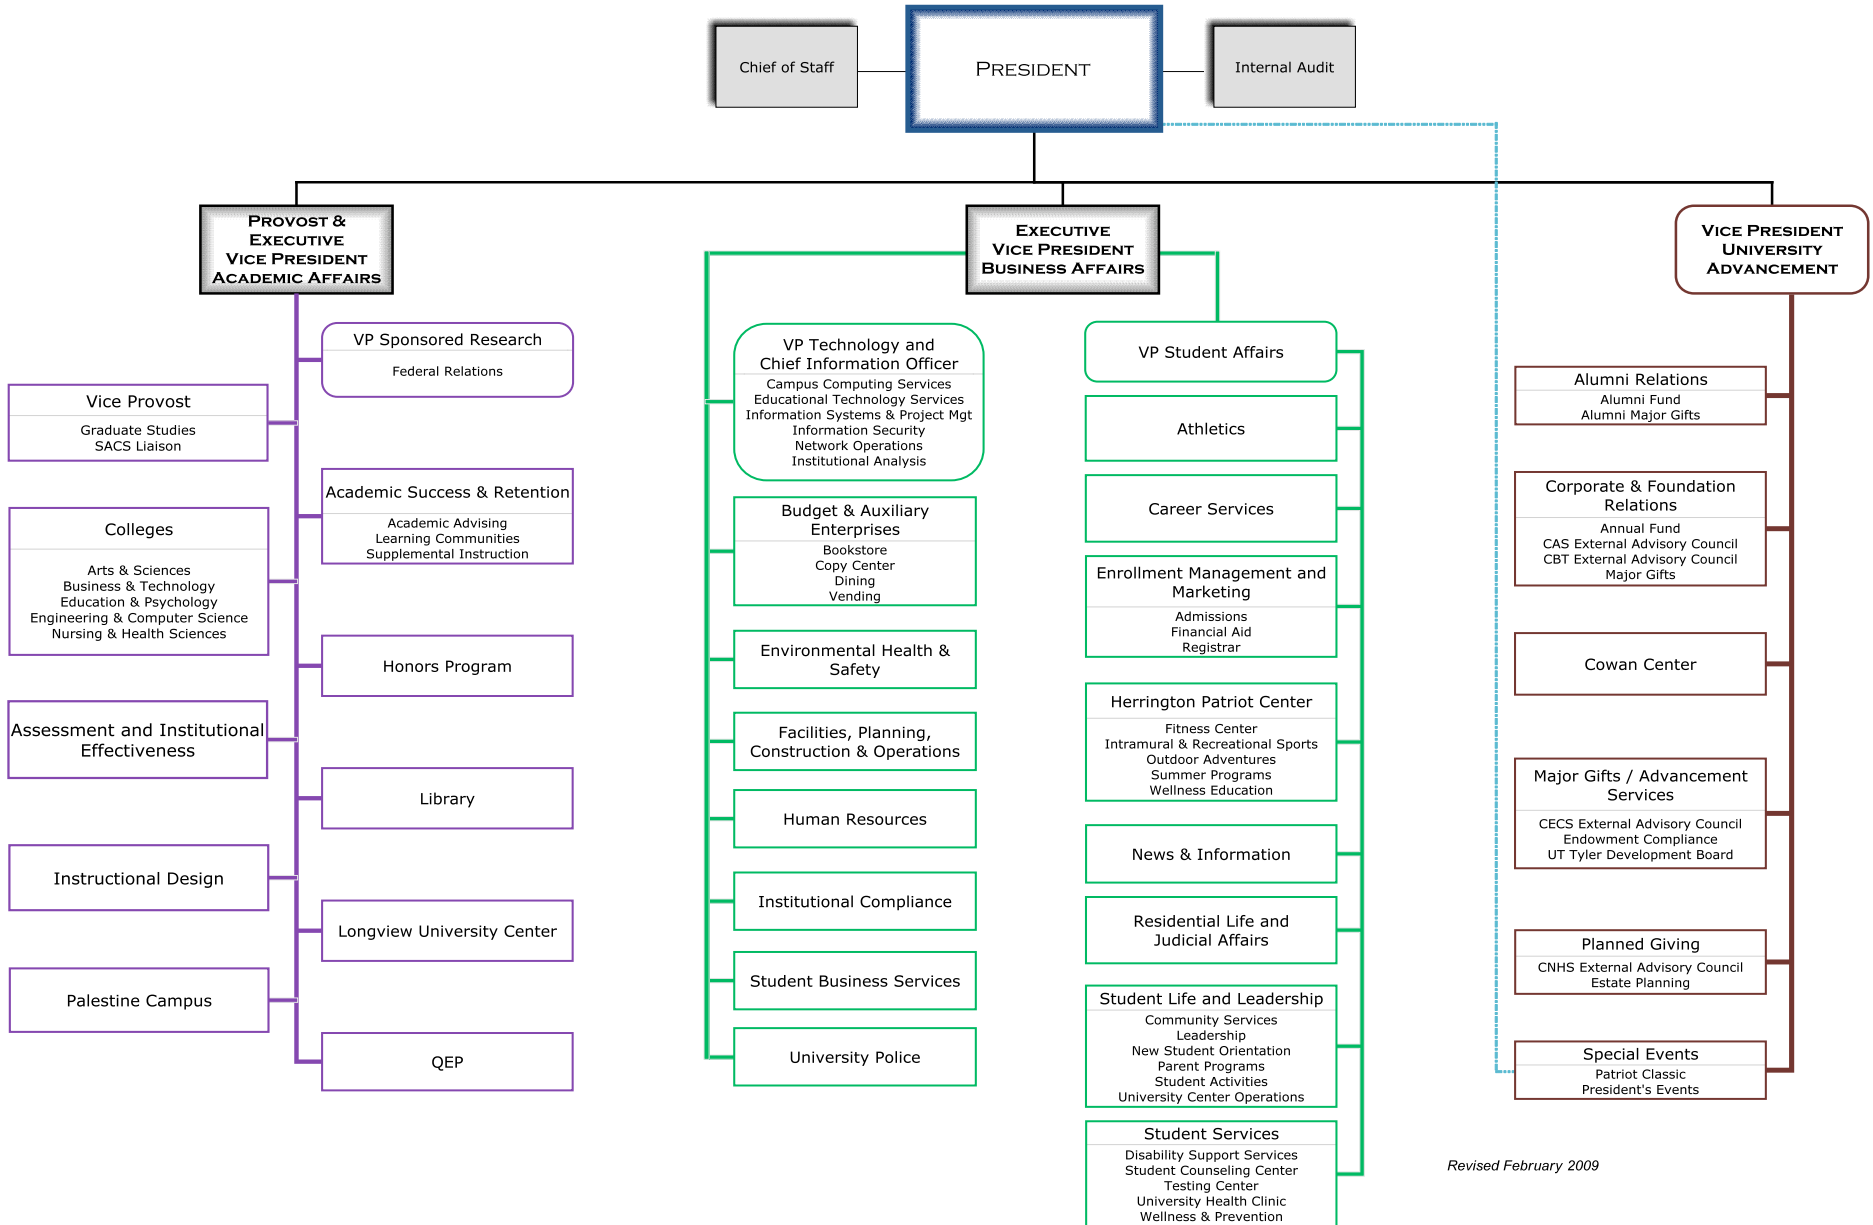 Chief of Staff
PRESIDENT
Internal Audit
PROVOST &
EXECUTIVE
VICE PRESIDENT
ACADEMIC AFFAIRS
EXECUTIVE
VICE PRESIDENT
BUSINESS AFFAIRS
VICE PRESIDENT
UNIVERSITY
ADVANCEMENT
VP Sponsored Research
Federal Relations
Vice Provost
Graduate Studies
SACS Liaison
Academic Success & Retention
Academic Advising
Learning Communities
Supplemental Instruction
Colleges
Arts & Sciences
Business & Technology
Education & Psychology
Engineering & Computer Science
Nursing & Health Sciences
Honors Program
Assessment and Institutional
Effectiveness
Library
Instructional Design
Longview University Center
Palestine Campus
QEP
VP Technology and
Chief Information Officer
Campus Computing Services
Educational Technology Services
Information Systems & Project Mgt
Information Security
Network Operations
Institutional Analysis
Budget & Auxiliary
Enterprises
Bookstore
Copy Center
Dining
Vending
Environmental Health &
Safety
Facilities, Planning,
Construction & Operations
Human Resources
Institutional Compliance
Student Business Services
University Police
VP Student Affairs
Athletics
Career Services
Enrollment Management and
Marketing
Admissions
Financial Aid
Registrar
Herrington Patriot Center
Fitness Center
Intramural & Recreational Sports
Outdoor Adventures
Summer Programs
Wellness Education
News & Information
Residential Life and
Judicial Affairs
Student Life and Leadership
Community Services
Leadership
New Student Orientation
Parent Programs
Student Activities
University Center Operations
Student Services
Disability Support Services
Student Counseling Center
Testing Center
University Health Clinic
Wellness & Prevention
Alumni Relations
Alumni Fund
Alumni Major Gifts
Corporate & Foundation
Relations
Annual Fund
CAS External Advisory Council
CBT External Advisory Council
Major Gifts
Cowan Center
Major Gifts / Advancement
Services
CECS External Advisory Council
Endowment Compliance
UT Tyler Development Board
Planned Giving
CNHS External Advisory Council
Estate Planning
Special Events
Patriot Classic
President's Events
Revised February 2009